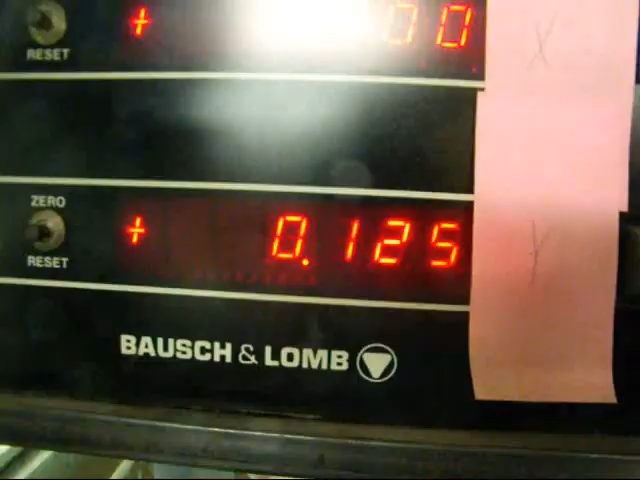 + 00
RESET
X
ZERO
+ 0.125
RESET
Y
BAUSCH & LOMB